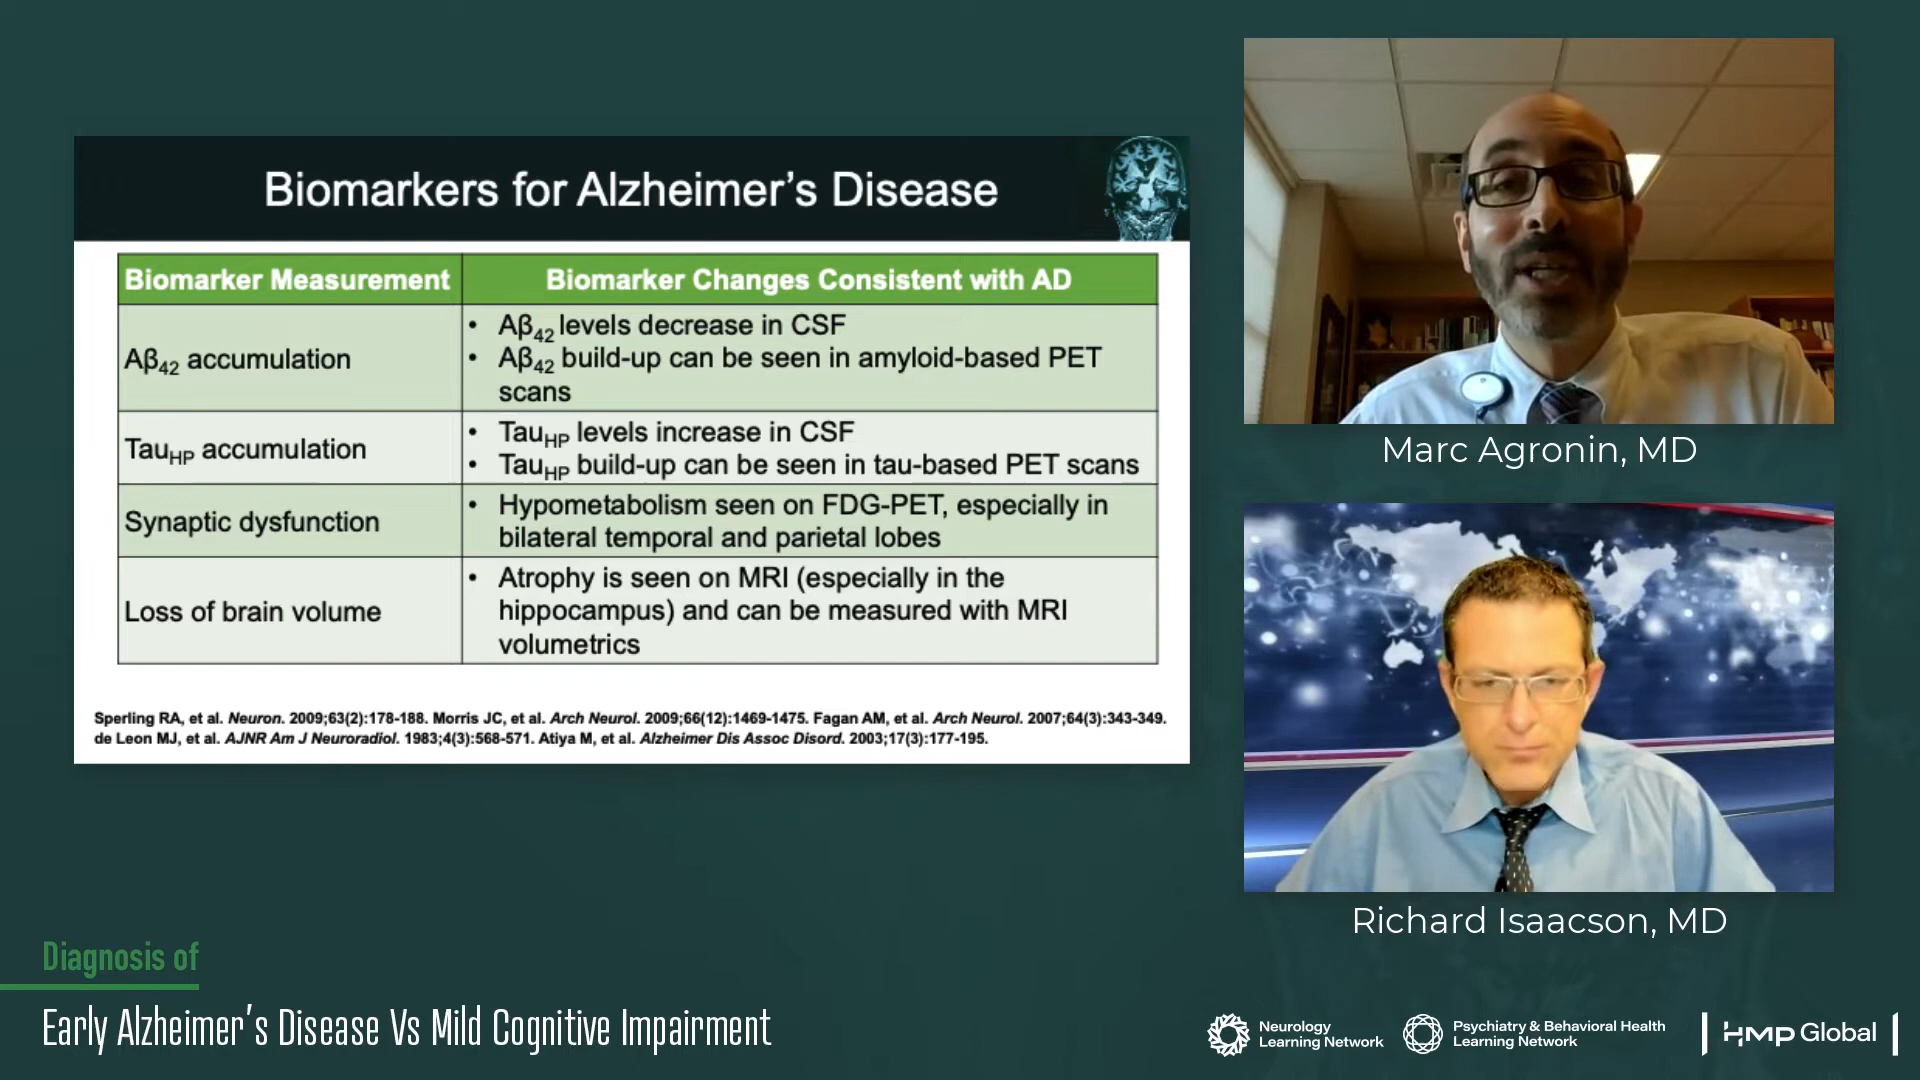 Biomarkers for Alzheimer's Disease
Biomarker Measurement
Biomarker Changes Consistent with AD
Aβ42 accumulation
• Aβ42 levels decrease in CSF
• Aβ42 build-up can be seen in amyloid-based PET
scans
TauHP accumulation
• TauHP levels increase in CSF
• TauHP build-up can be seen in tau-based PET scans
Synaptic dysfunction
• Hypometabolism seen on FDG-PET, especially in
bilateral temporal and parietal lobes
Loss of brain volume
• Atrophy is seen on MRI (especially in the
hippocampus) and can be measured with MRI
volumetrics
Sperling RA, et al. Neuron. 2009;63(2):178-188. Morris JC, et al. Arch Neurol. 2009;66(12):1469-1475. Fagan AM, et al. Arch Neurol. 2007;64(3):343-349.
de Leon MJ, et al. AJNR Am J Neuroradiol. 1983;4(3):568-571. Atiya M, et al. Alzheimer Dis Assoc Disord. 2003;17(3):177-195.
Marc Agronin, MD
Richard Isaacson, MD
Diagnosis of
Early Alzheimer's Disease Vs Mild Cognitive Impairment
Neurology
Learning Network
Psychiatry & Behavioral Health
Learning Network
HMP Global